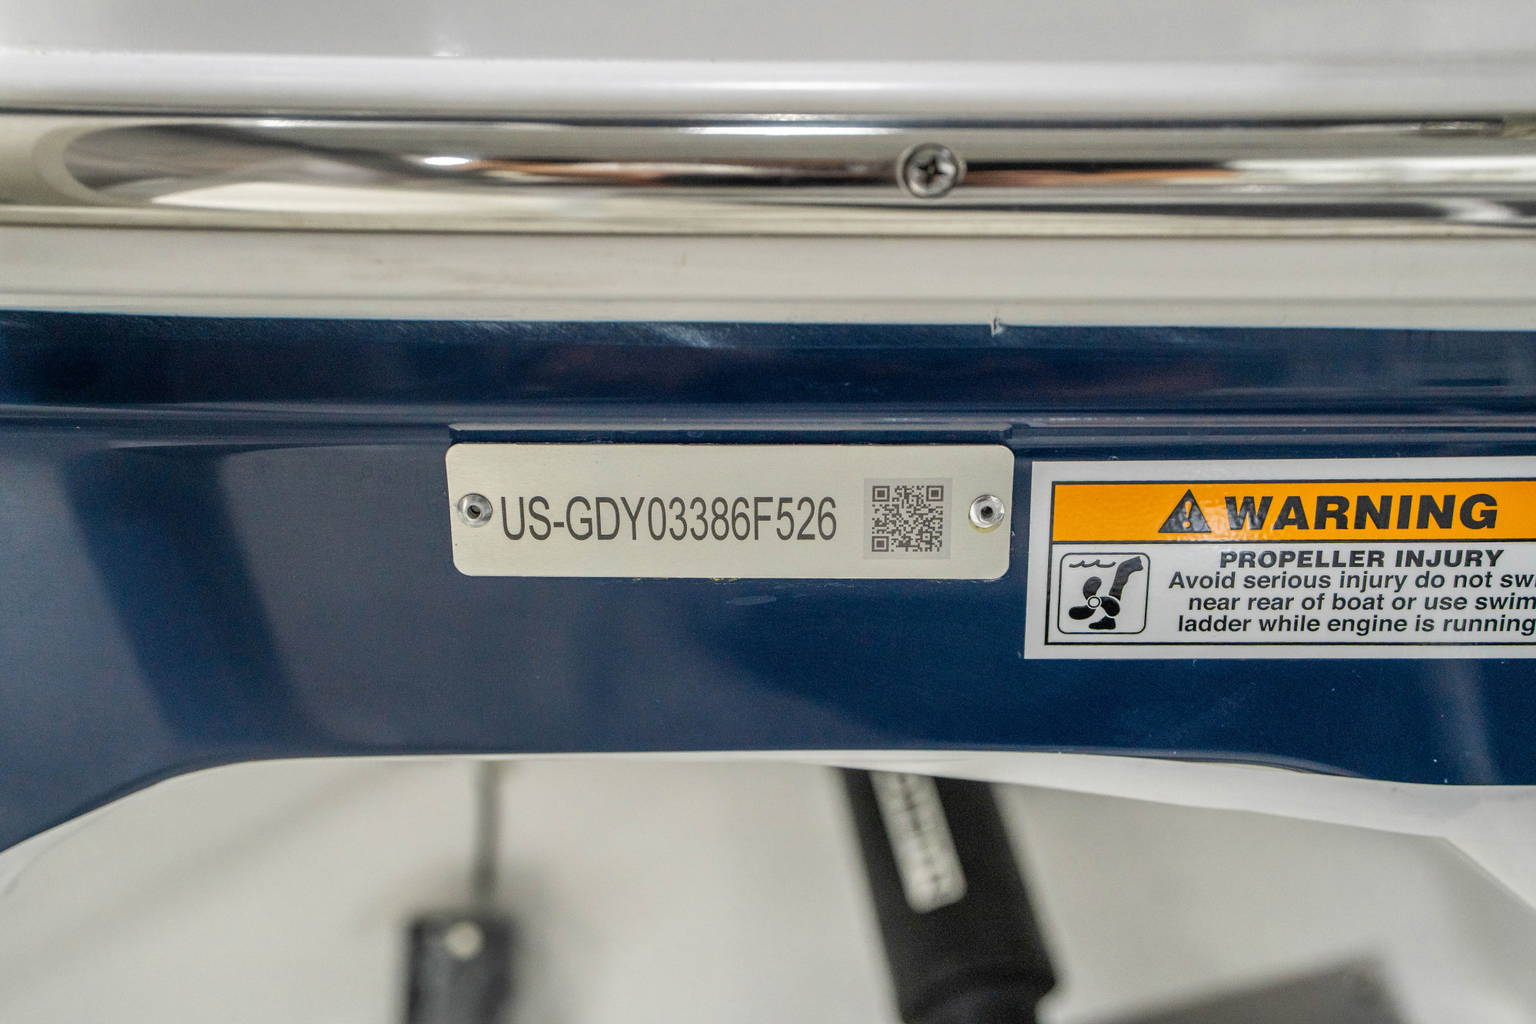 US-GDY03386F526
WARNING
PROPELLER INJURY
Avoid serious injury do not swi
near rear of boat or use swim
ladder while engine is running